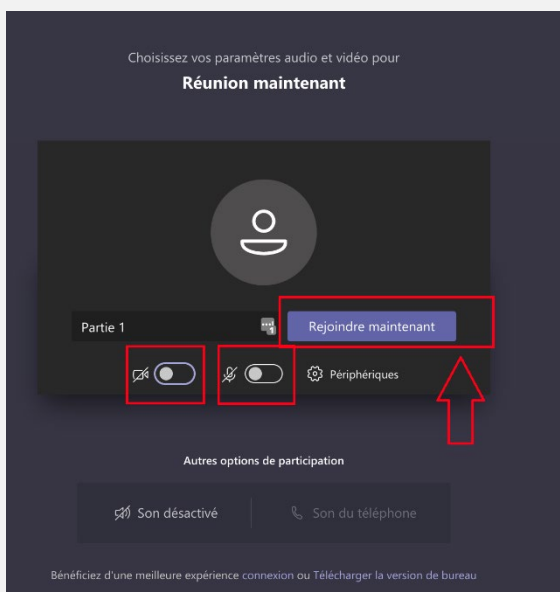 Choisissez vos paramètres audio et vidéo pour
Réunion maintenant
Partie 1
Rejoindre maintenant
Périphériques
Autres options de participation
Son désactivé
Son du téléphone
Bénéficiez d'une meilleure expérience connexion ou Télécharger la version de bureau